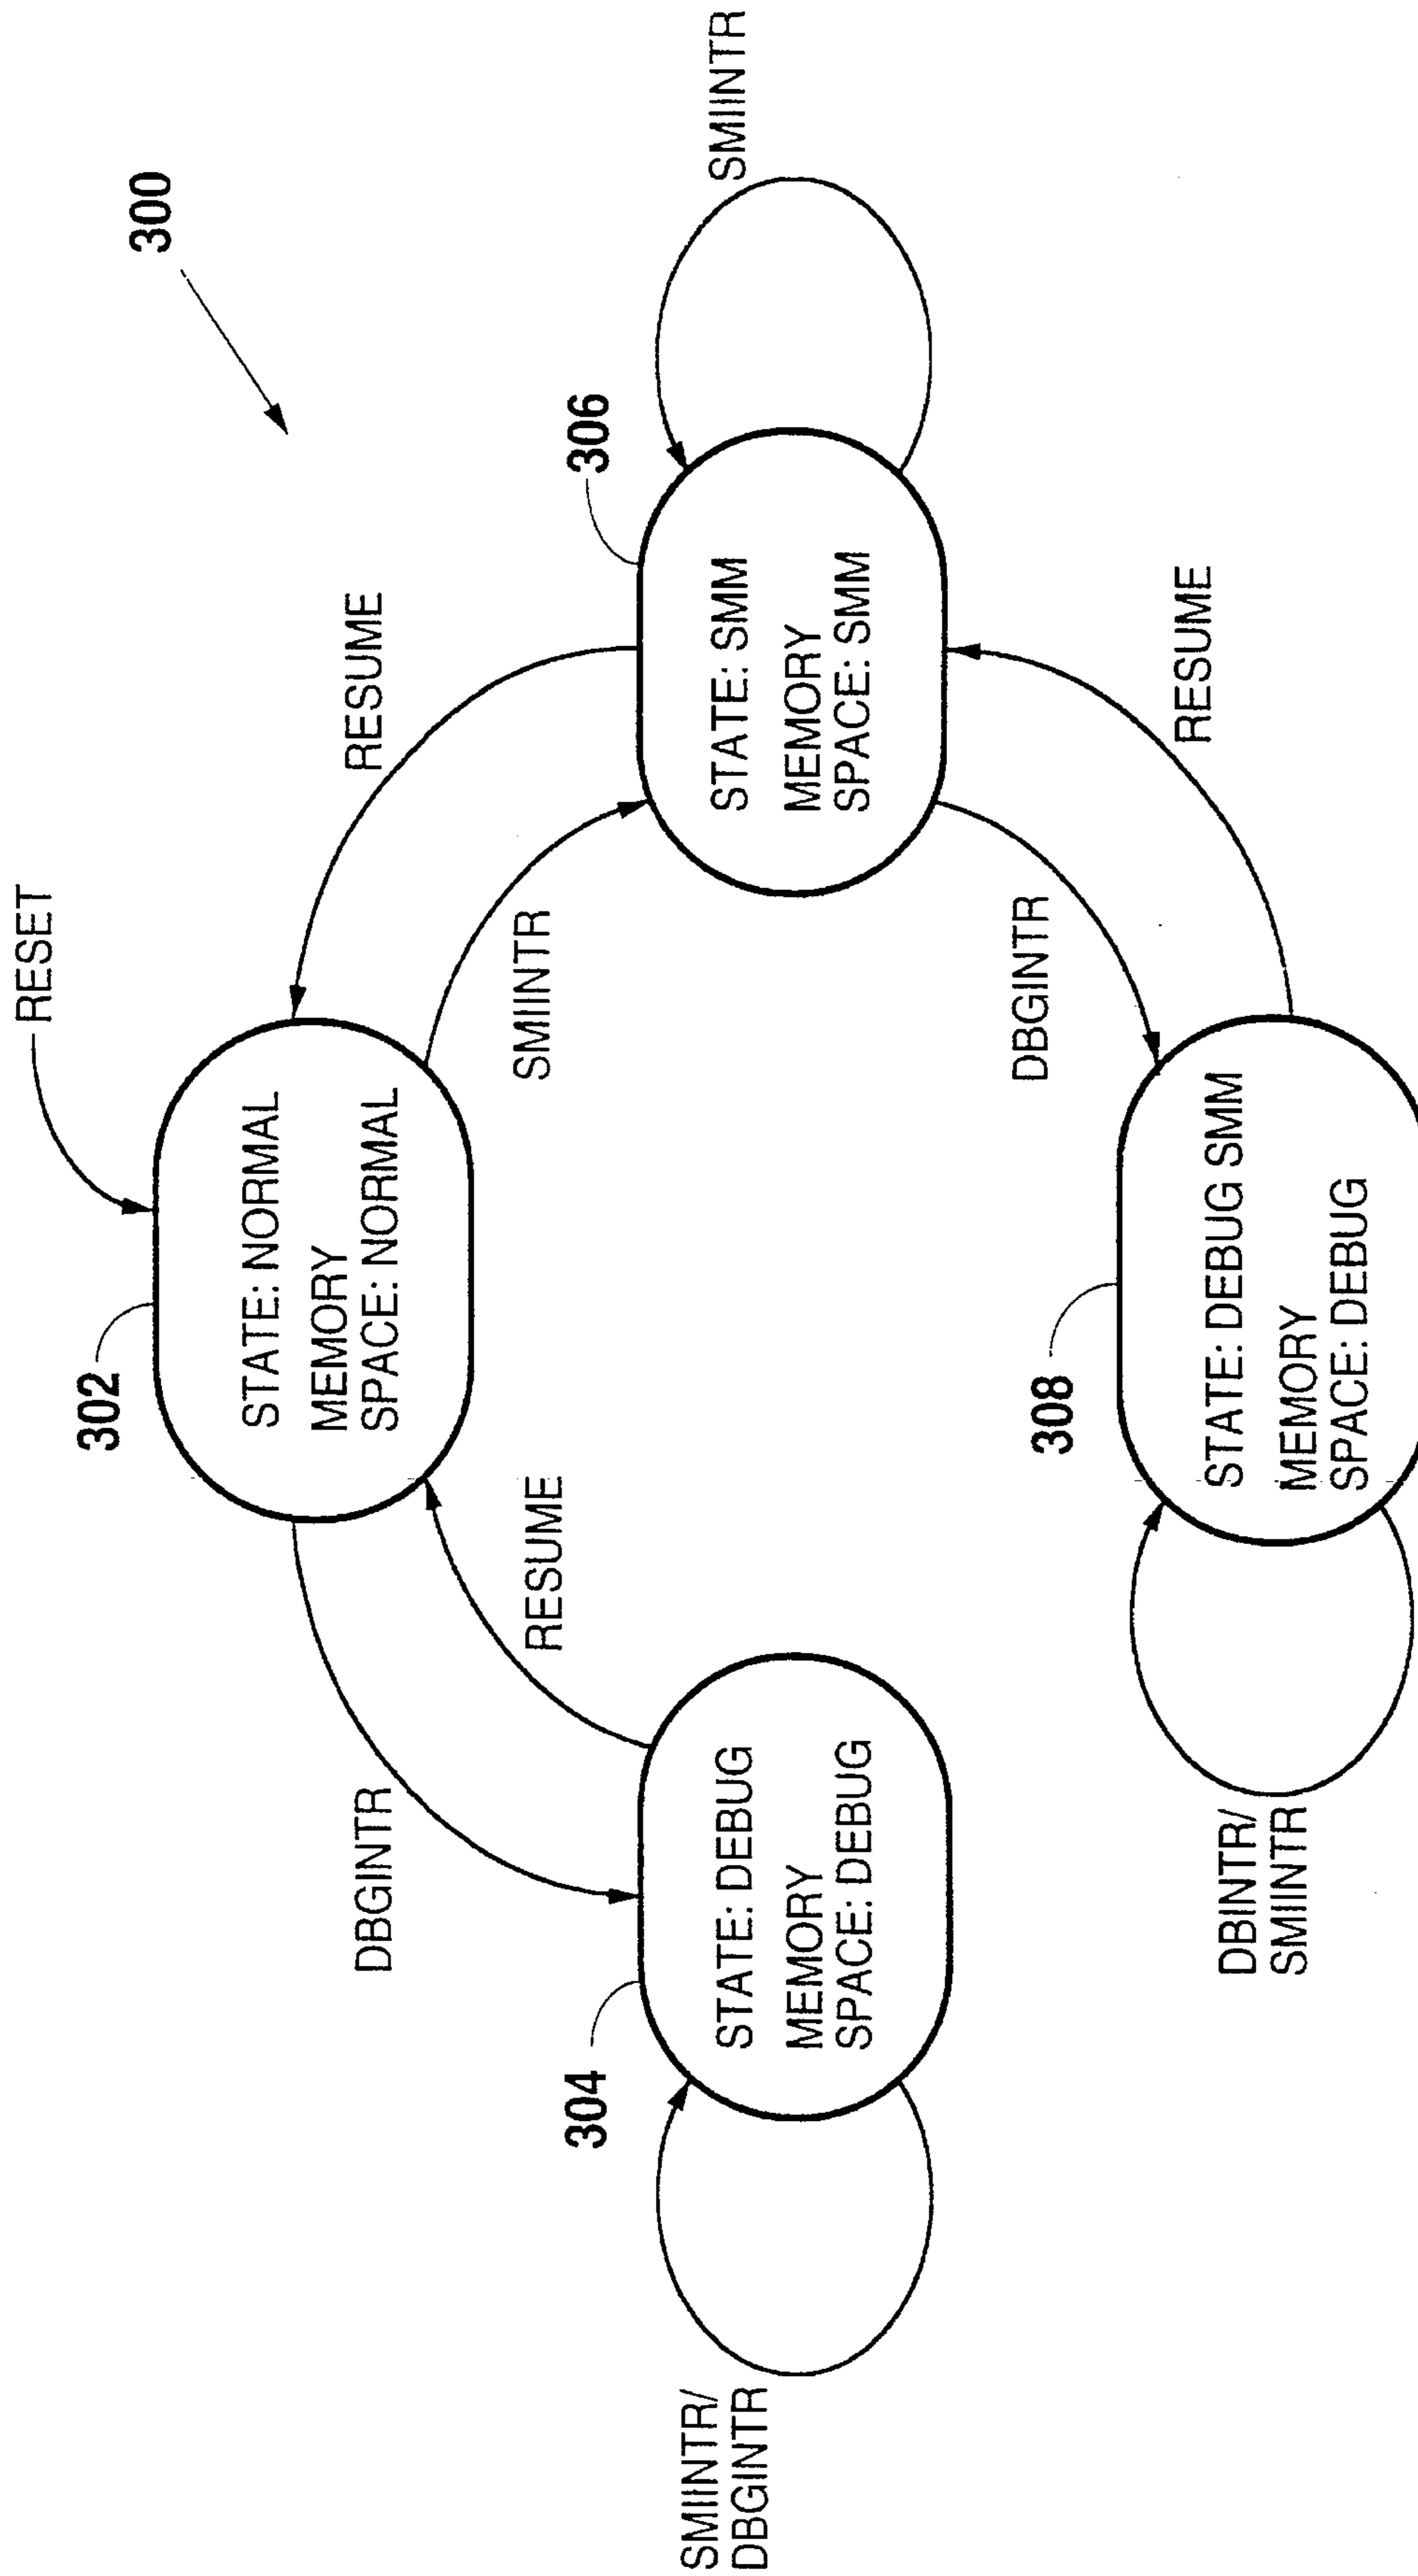 300
RESET
302
STATE: NORMAL
MEMORY
SPACE: NORMAL
DBGINTR
RESUME
RESUME
SMIINTR
304
STATE: DEBUG
MEMORY
SPACE: DEBUG
SMIINTR/
DBGINTR
306
STATE: SMM
MEMORY
SPACE: SMM
SMIINTR
DBGINTR
RESUME
308
STATE: DEBUG SMM
MEMORY
SPACE: DEBUG
DBINTR/
SMIINTR